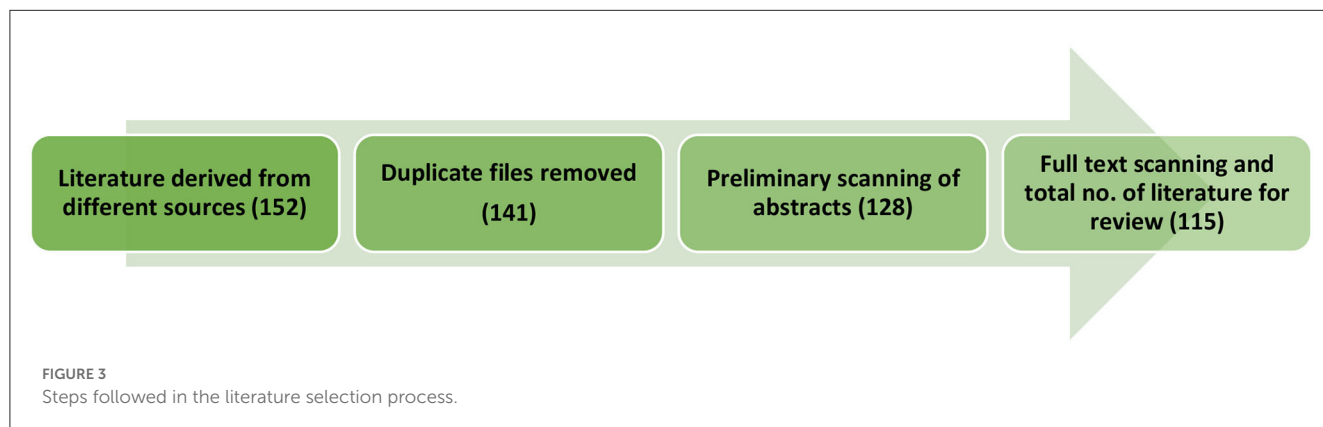 Literature derived from
different sources (152)
Duplicate files removed
(141)
Preliminary scanning of
abstracts (128)
Full text scanning and
total no. of literature for
review (115)
FIGURE 3
Steps followed in the literature selection process.